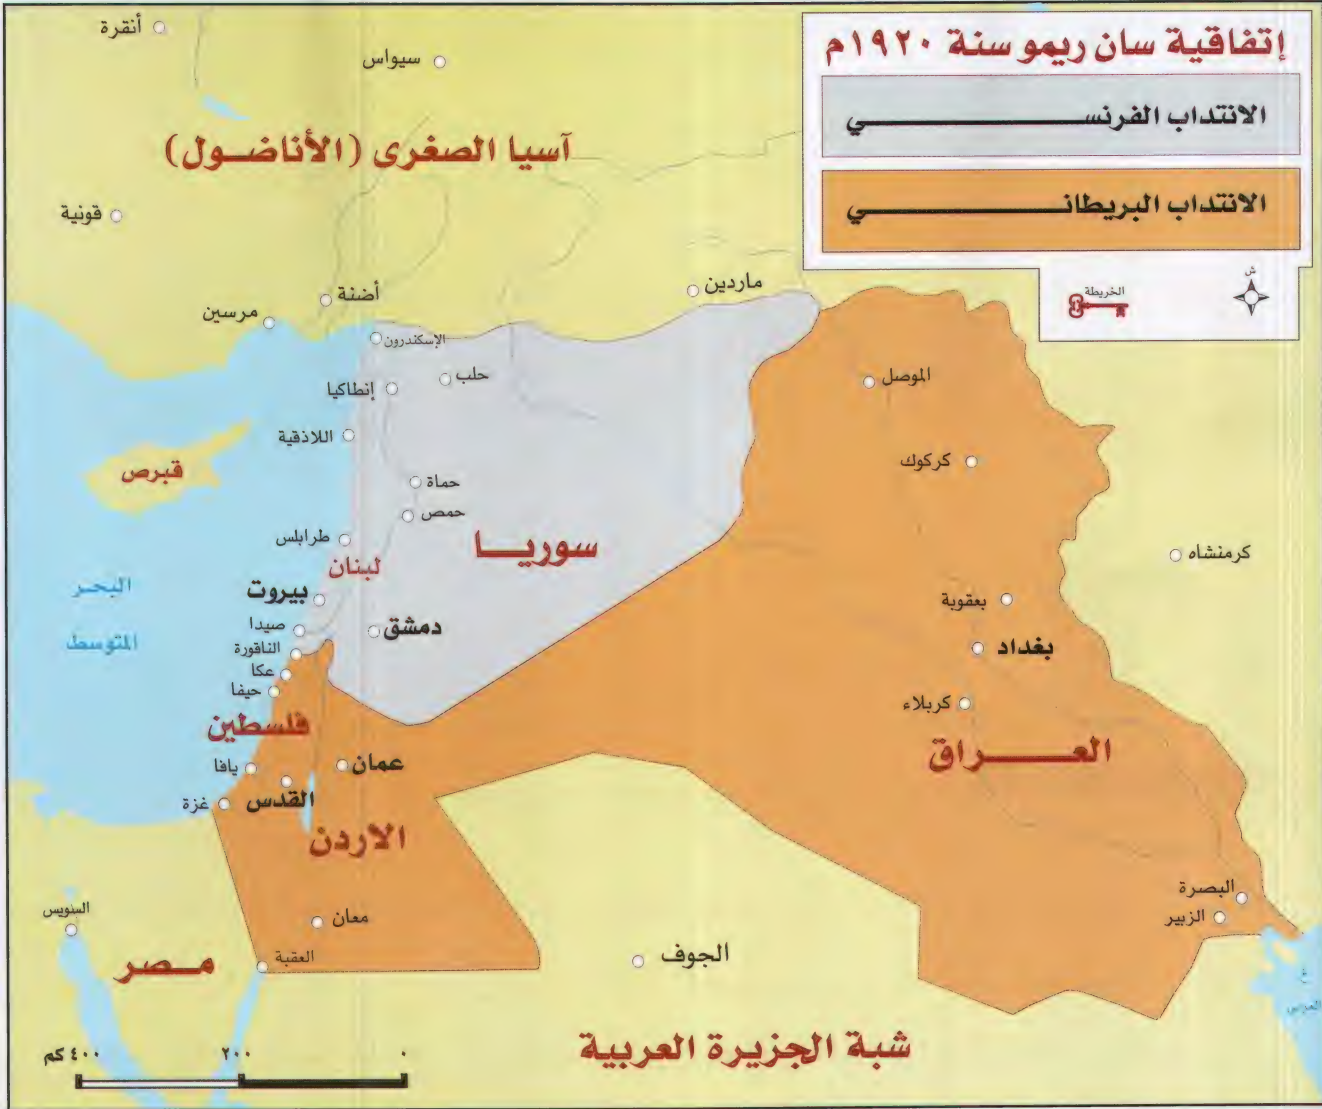 إتفاقية سان ريمو سنة ١٩٢٠م
الانتداب الفرنسي
الانتداب البريطاني
الخريطة
ش
أنقرة
سيواس
آسيا الصغرى (الأناضول)
قونية
أضنة
مرسين
ماردين
الإسكندرون
حلب
إنطاكيا
الموصل
اللاذقية
قبرص
كركوك
حماة
حمص
طرابلس
سوريا
لبنان
كرمنشاه
البحر
المتوسط
بيروت
بعقوبة
صيدا
دمشق
بغداد
الناقورة
عكا
حيفا
كربلاء
فلسطين
العراق
يافا
عمان
القدس
غزة
الاردن
البصرة
الزبير
السويس
معان
العقبة
مصر
الجوف
خ
العربي
شبة الجزيرة العربية
٤٠٠ كم
٢٠٠
٠